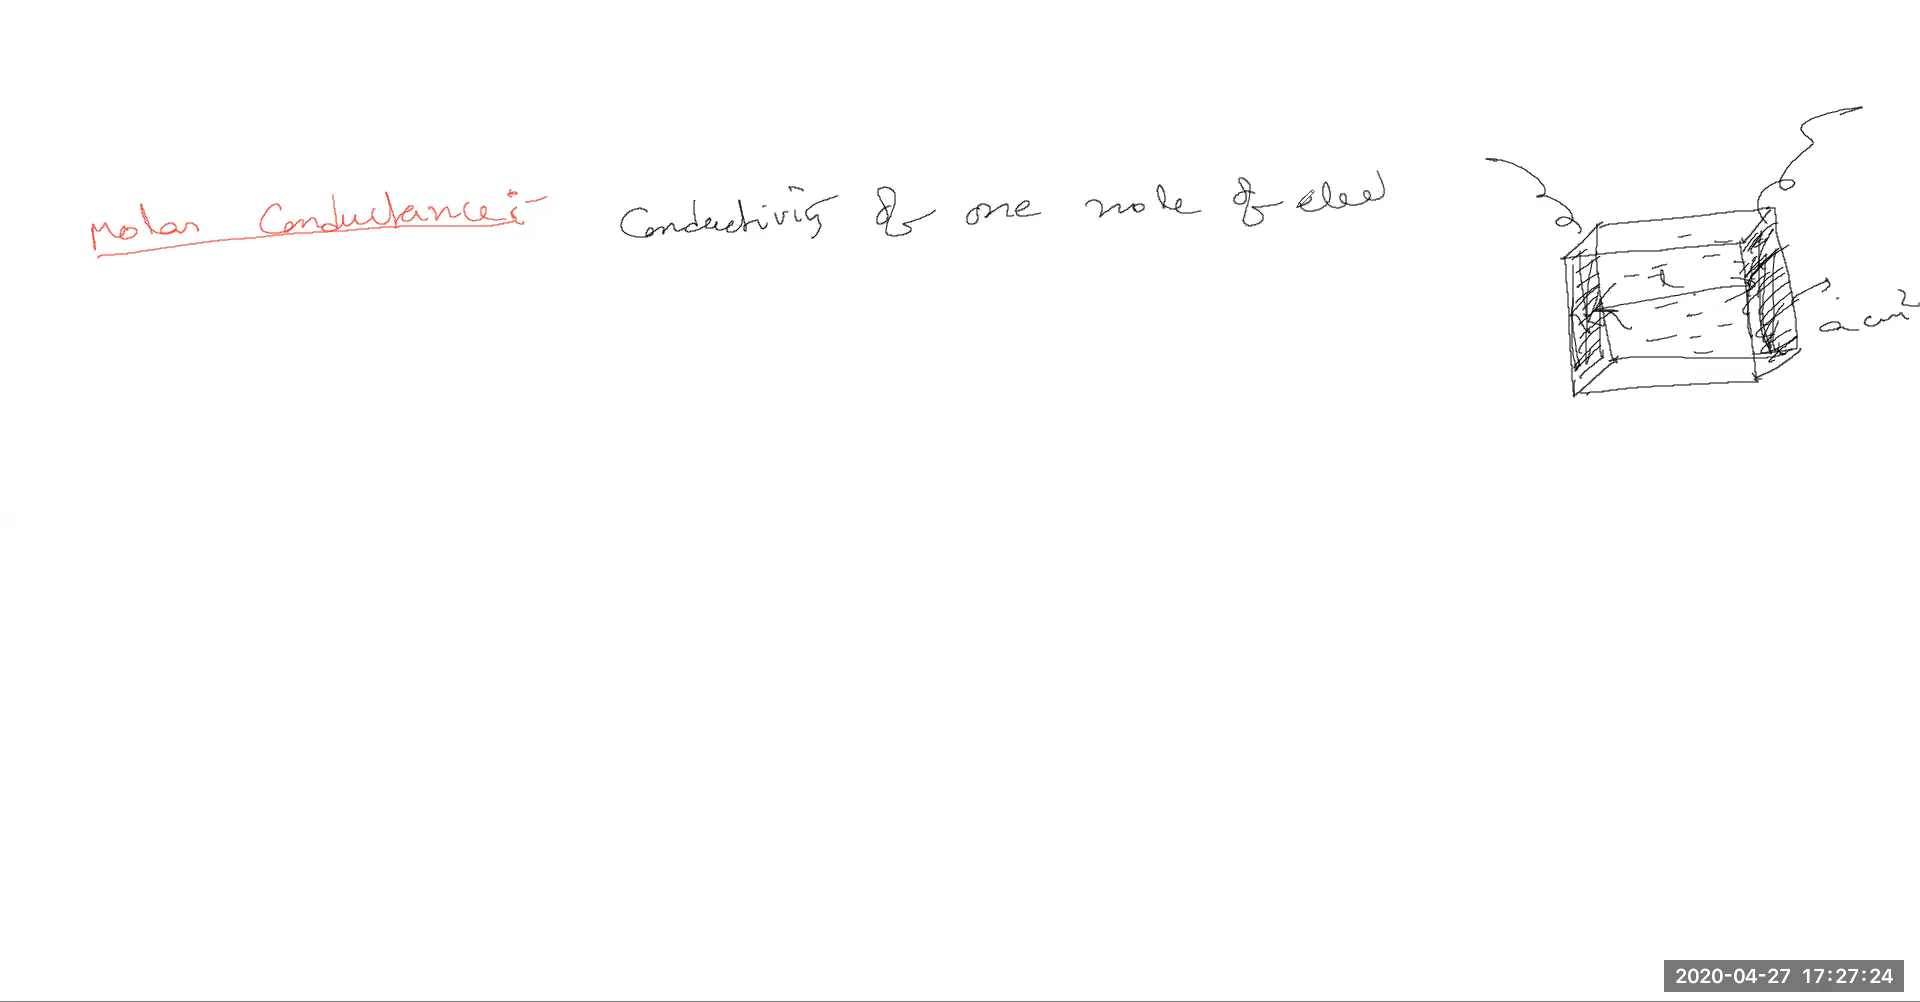 Molar Conductance:- Conductivity of one mole of elec
l
a cm²
2020-04-27 17:27:24